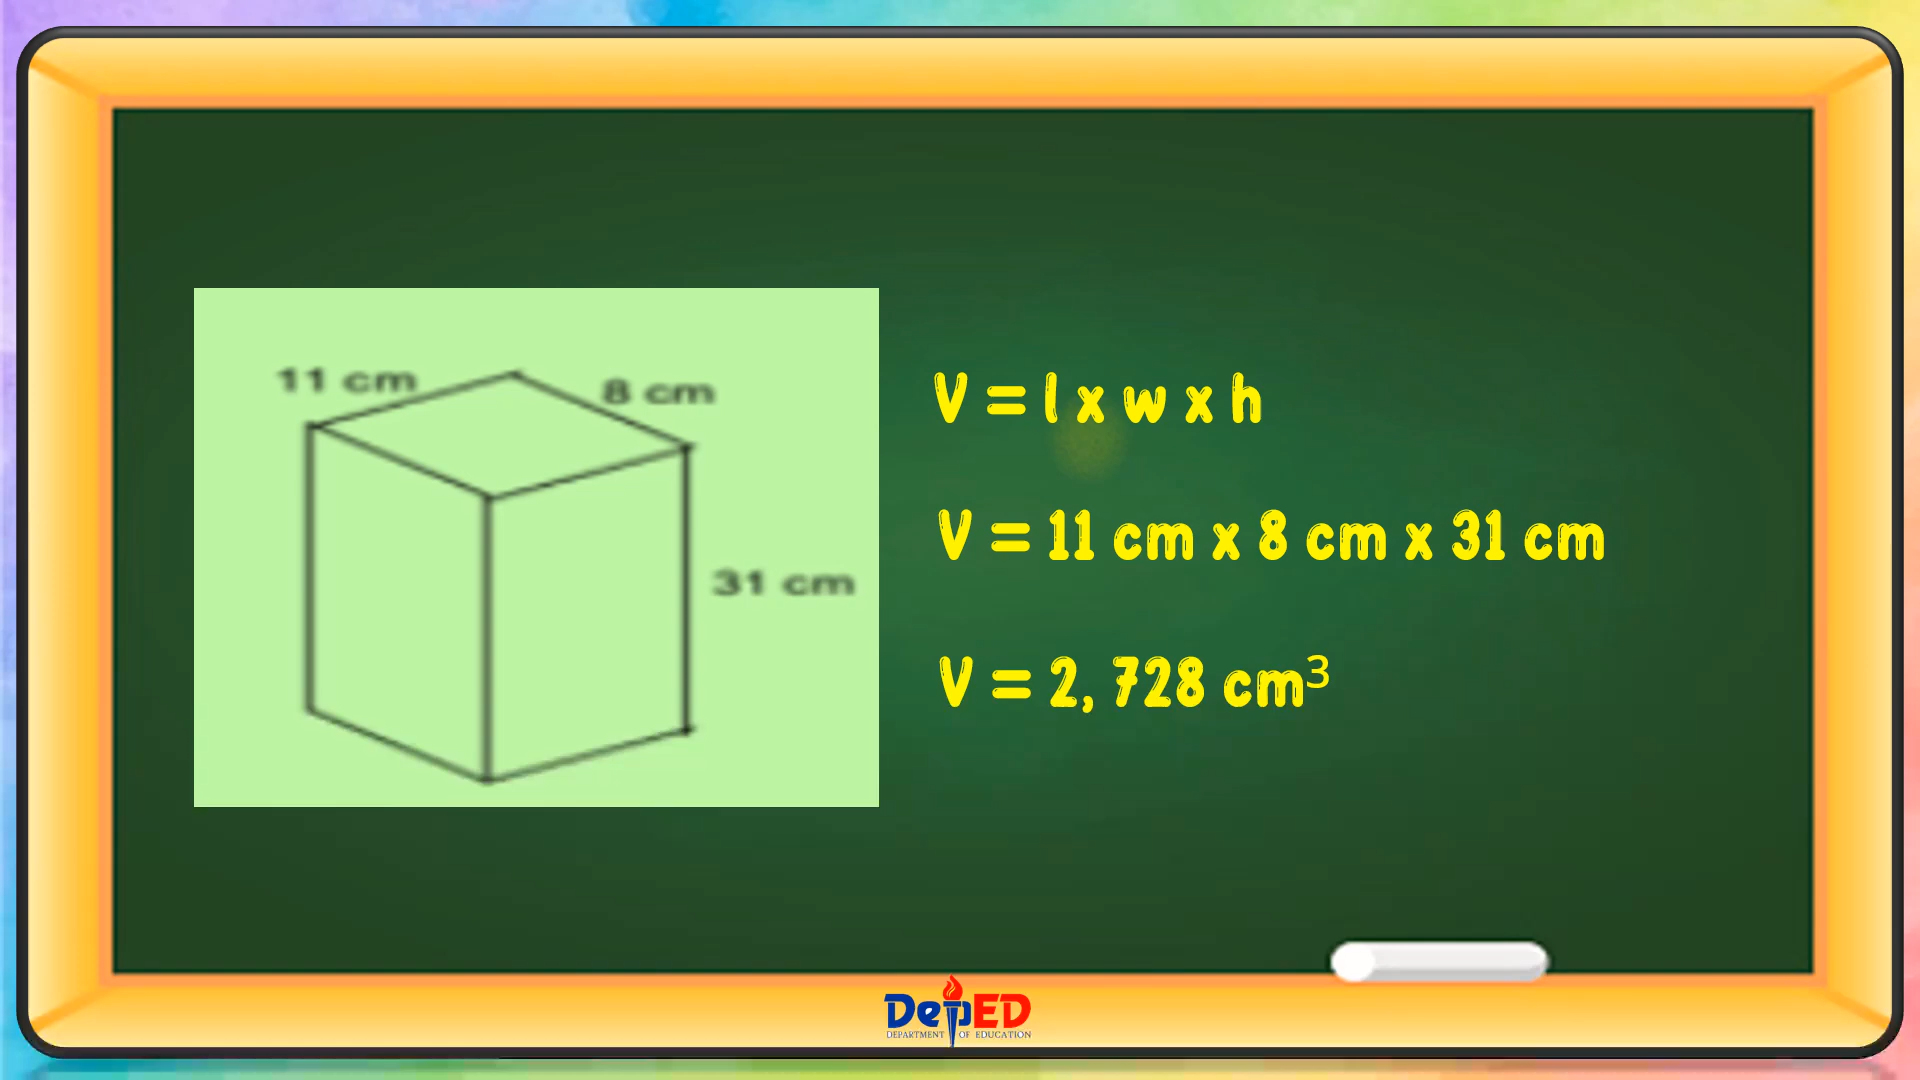 11 cm
8 cm
31 cm
V = l x w x h
V = 11 cm x 8 cm x 31 cm
V = 2, 728 cm³
DepED
DEPARTMENT OF EDUCATION